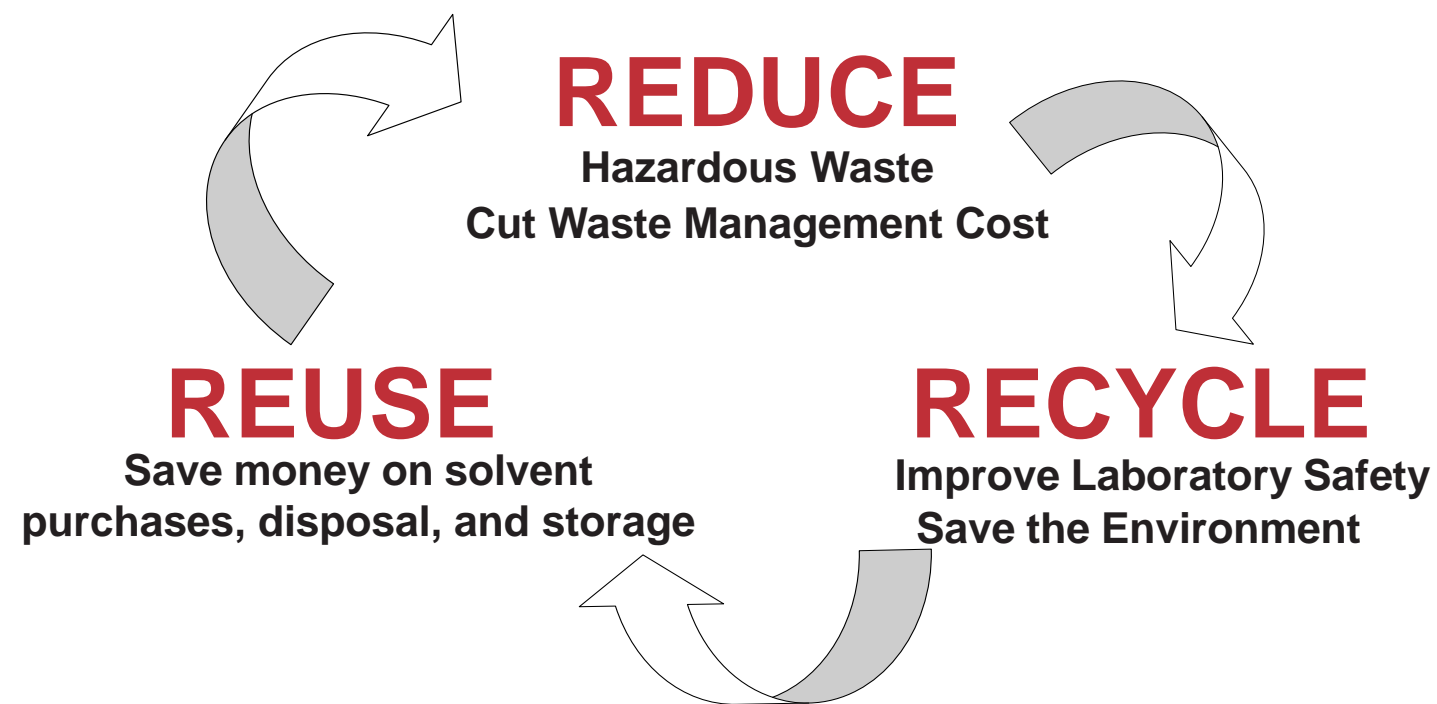 REDUCE
Hazardous Waste
Cut Waste Management Cost
REUSE
Save money on solvent
purchases, disposal, and storage
RECYCLE
Improve Laboratory Safety
Save the Environment